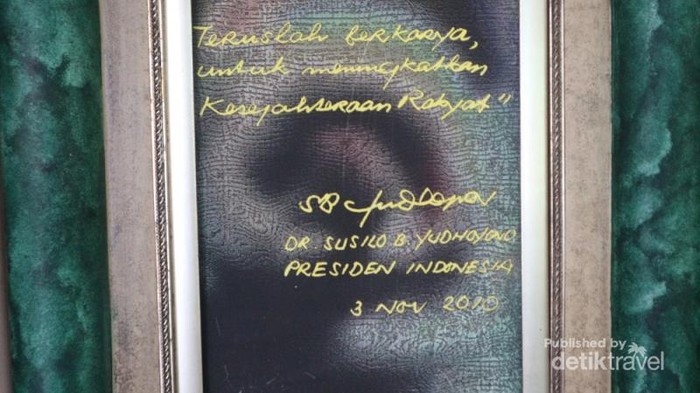 Teruslah berkarya,
untuk meningkatkan
Kesejahteraan Rakyat"
SBYudhoyono
DR. SUSILO B. YUDHOYONO
PRESIDEN INDONESIA
3 NOV 2010
Published by
detiktravel